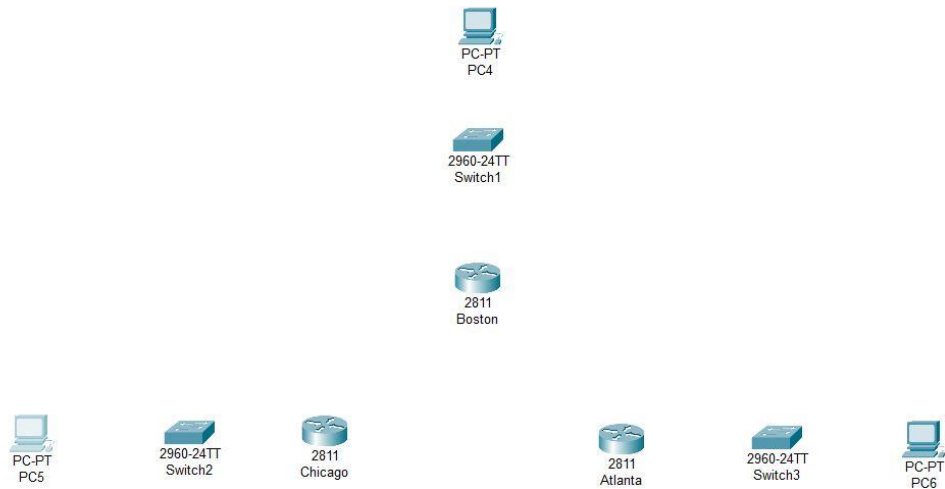 PC-PT
PC4
2960-24TT
Switch1
2811
Boston
PC-PT
PC5
2960-24TT
Switch2
2811
Chicago
2811
Atlanta
2960-24TT
Switch3
PC-PT
PC6